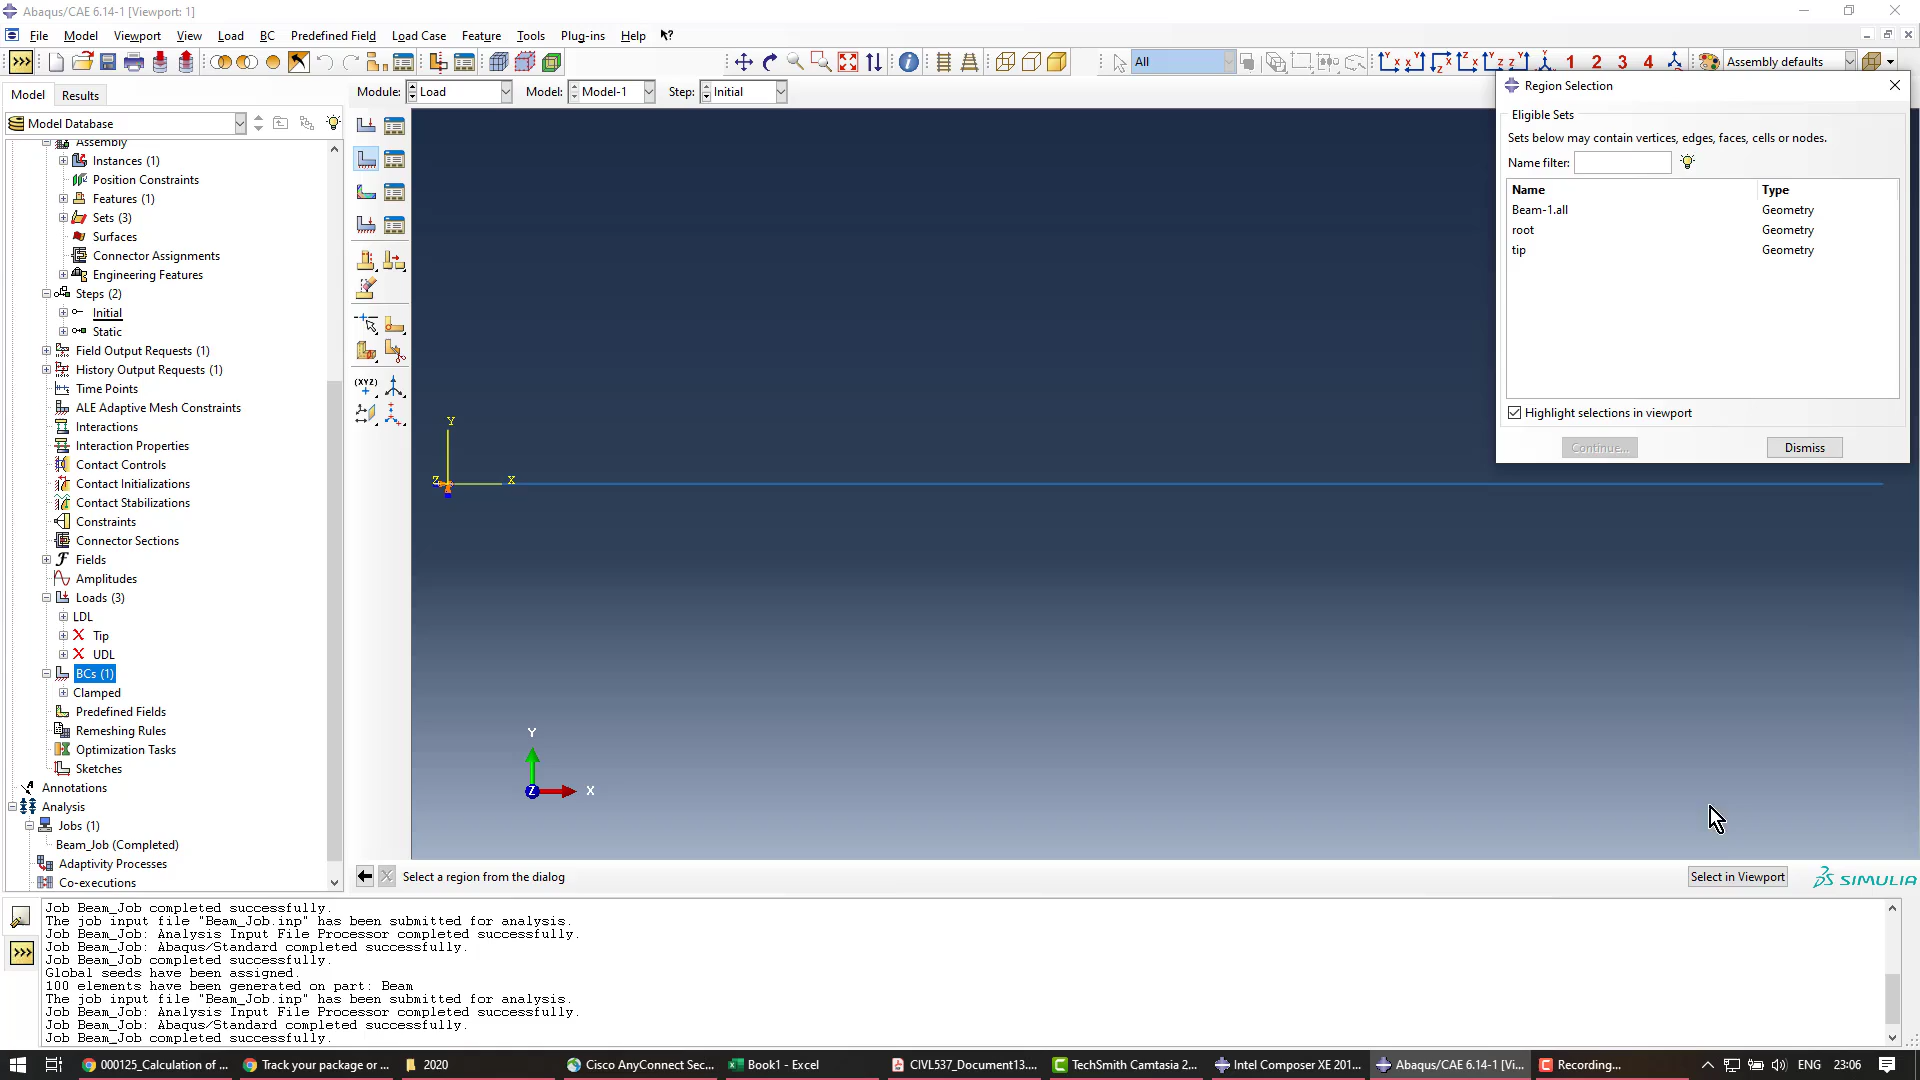 Abaqus/CAE 6.14-1 [Viewport: 1]
File Model Viewport View Load BC Predefined Field Load Case Feature Tools Plug-ins Help
All
1 2 3 4
Assembly defaults
Model Results
Module: Load Model: Model-1 Step: Initial
Model Database
Assembly
Instances (1)
Position Constraints
Features (1)
Sets (3)
Surfaces
Connector Assignments
Engineering Features
Steps (2)
Initial
Static
Field Output Requests (1)
History Output Requests (1)
Time Points
ALE Adaptive Mesh Constraints
Interactions
Interaction Properties
Contact Controls
Contact Initializations
Contact Stabilizations
Constraints
Connector Sections
Fields
Amplitudes
Loads (3)
LDL
Tip
UDL
BCs (1)
Clamped
Predefined Fields
Remeshing Rules
Optimization Tasks
Sketches
Annotations
Analysis
Jobs (1)
Beam_Job (Completed)
Adaptivity Processes
Co-executions
(XYZ)
Y
Z
X
Y
Z
X
Region Selection
Eligible Sets
Sets below may contain vertices, edges, faces, cells or nodes.
Name filter:
Name Type
Beam-1.all Geometry
root Geometry
tip Geometry
Highlight selections in viewport
Continue... Dismiss
Select a region from the dialog
Select in Viewport
SIMULIA
Job Beam_Job completed successfully.
The job input file "Beam_Job.inp" has been submitted for analysis.
Job Beam_Job: Analysis Input File Processor completed successfully.
Job Beam_Job: Abaqus/Standard completed successfully.
Job Beam_Job completed successfully.
Global seeds have been assigned.
100 elements have been generated on part: Beam
The job input file "Beam_Job.inp" has been submitted for analysis.
Job Beam_Job: Analysis Input File Processor completed successfully.
Job Beam_Job: Abaqus/Standard completed successfully.
Job Beam_Job completed successfully.
000125_Calculation of ...
Track your package or ...
2020
Cisco AnyConnect Sec...
Book1 - Excel
CIVL537_Document13....
TechSmith Camtasia 2...
Intel Composer XE 201...
Abaqus/CAE 6.14-1 [Vi...
Recording...
ENG
23:06